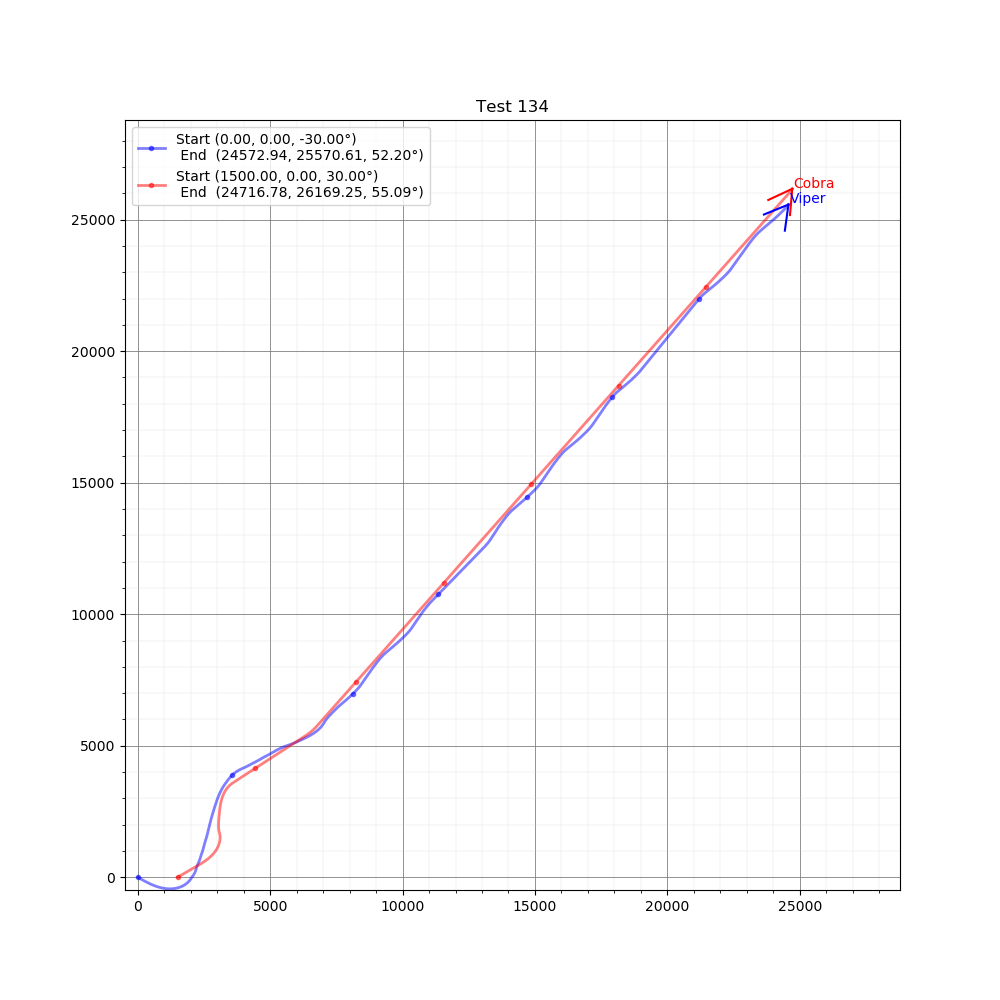 Test 134
Start (0.00, 0.00, -30.00°)
End (24572.94, 25570.61, 52.20°)
Start (1500.00, 0.00, 30.00°)
End (24716.78, 26169.25, 55.09°)
Cobra
Viper
25000
20000
15000
10000
5000
0
0 5000 10000 15000 20000 25000